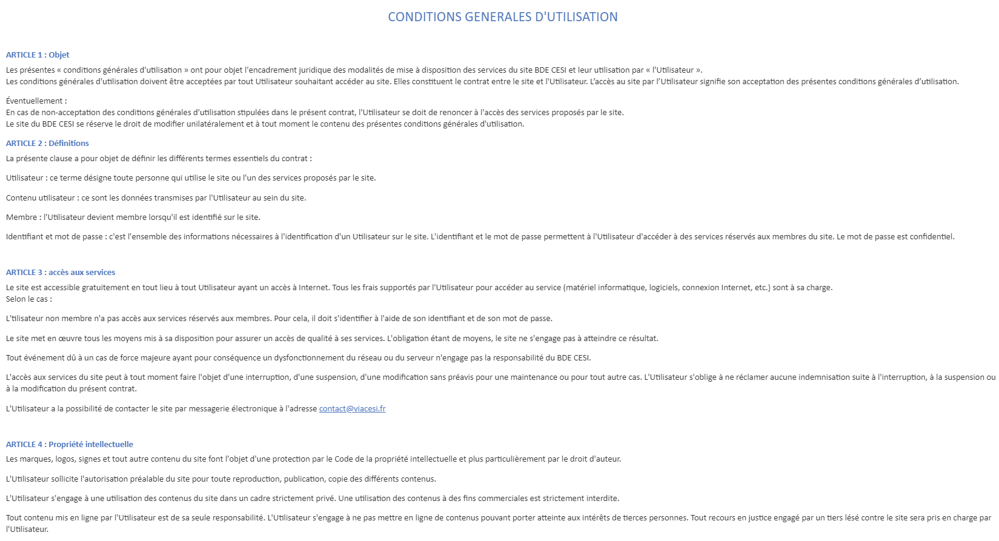 CONDITIONS GENERALES D'UTILISATION
ARTICLE 1 : Objet
Les présentes « conditions générales d'utilisation » ont pour objet l'encadrement juridique des modalités de mise à disposition des services du site BDE CESI et leur utilisation par « l'Utilisateur ».
Les conditions générales d'utilisation doivent être acceptées par tout Utilisateur souhaitant accéder au site. Elles constituent le contrat entre le site et l'Utilisateur. L’accès au site par l’Utilisateur signifie son acceptation des présentes conditions générales d’utilisation.
Éventuellement :
En cas de non-acceptation des conditions générales d'utilisation stipulées dans le présent contrat, l'Utilisateur se doit de renoncer à l'accès des services proposés par le site.
Le site du BDE CESI se réserve le droit de modifier unilatéralement et à tout moment le contenu des présentes conditions générales d'utilisation.
ARTICLE 2 : Définitions
La présente clause a pour objet de définir les différents termes essentiels du contrat :
Utilisateur : ce terme désigne toute personne qui utilise le site ou l'un des services proposés par le site.
Contenu utilisateur : ce sont les données transmises par l'Utilisateur au sein du site.
Membre : l'Utilisateur devient membre lorsqu'il est identifié sur le site.
Identifiant et mot de passe : c'est l'ensemble des informations nécessaires à l'identification d'un Utilisateur sur le site. L'identifiant et le mot de passe permettent à l'Utilisateur d'accéder à des services réservés aux membres du site. Le mot de passe est confidentiel.
ARTICLE 3 : accès aux services
Le site est accessible gratuitement en tout lieu à tout Utilisateur ayant un accès à Internet. Tous les frais supportés par l'Utilisateur pour accéder au service (matériel informatique, logiciels, connexion Internet, etc.) sont à sa charge.
Selon le cas :
L'tilisateur non membre n'a pas accès aux services réservés aux membres. Pour cela, il doit s'identifier à l'aide de son identifiant et de son mot de passe.
Le site met en œuvre tous les moyens mis à sa disposition pour assurer un accès de qualité à ses services. L'obligation étant de moyens, le site ne s'engage pas à atteindre ce résultat.
Tout événement dû à un cas de force majeure ayant pour conséquence un dysfonctionnement du réseau ou du serveur n'engage pas la responsabilité du BDE CESI.
L'accès aux services du site peut à tout moment faire l'objet d'une interruption, d'une suspension, d'une modification sans préavis pour une maintenance ou pour tout autre cas. L'Utilisateur s'oblige à ne réclamer aucune indemnisation suite à l'interruption, à la suspension ou
à la modification du présent contrat.
L'Utilisateur a la possibilité de contacter le site par messagerie électronique à l'adresse contact@viacesi.fr
ARTICLE 4 : Propriété intellectuelle
Les marques, logos, signes et tout autre contenu du site font l'objet d'une protection par le Code de la propriété intellectuelle et plus particulièrement par le droit d'auteur.
L'Utilisateur sollicite l'autorisation préalable du site pour toute reproduction, publication, copie des différents contenus.
L'Utilisateur s'engage à une utilisation des contenus du site dans un cadre strictement privé. Une utilisation des contenus à des fins commerciales est strictement interdite.
Tout contenu mis en ligne par l'Utilisateur est de sa seule responsabilité. L'Utilisateur s'engage à ne pas mettre en ligne de contenus pouvant porter atteinte aux intérêts de tierces personnes. Tout recours en justice engagé par un tiers lésé contre le site sera pris en charge par
l'Utilisateur.